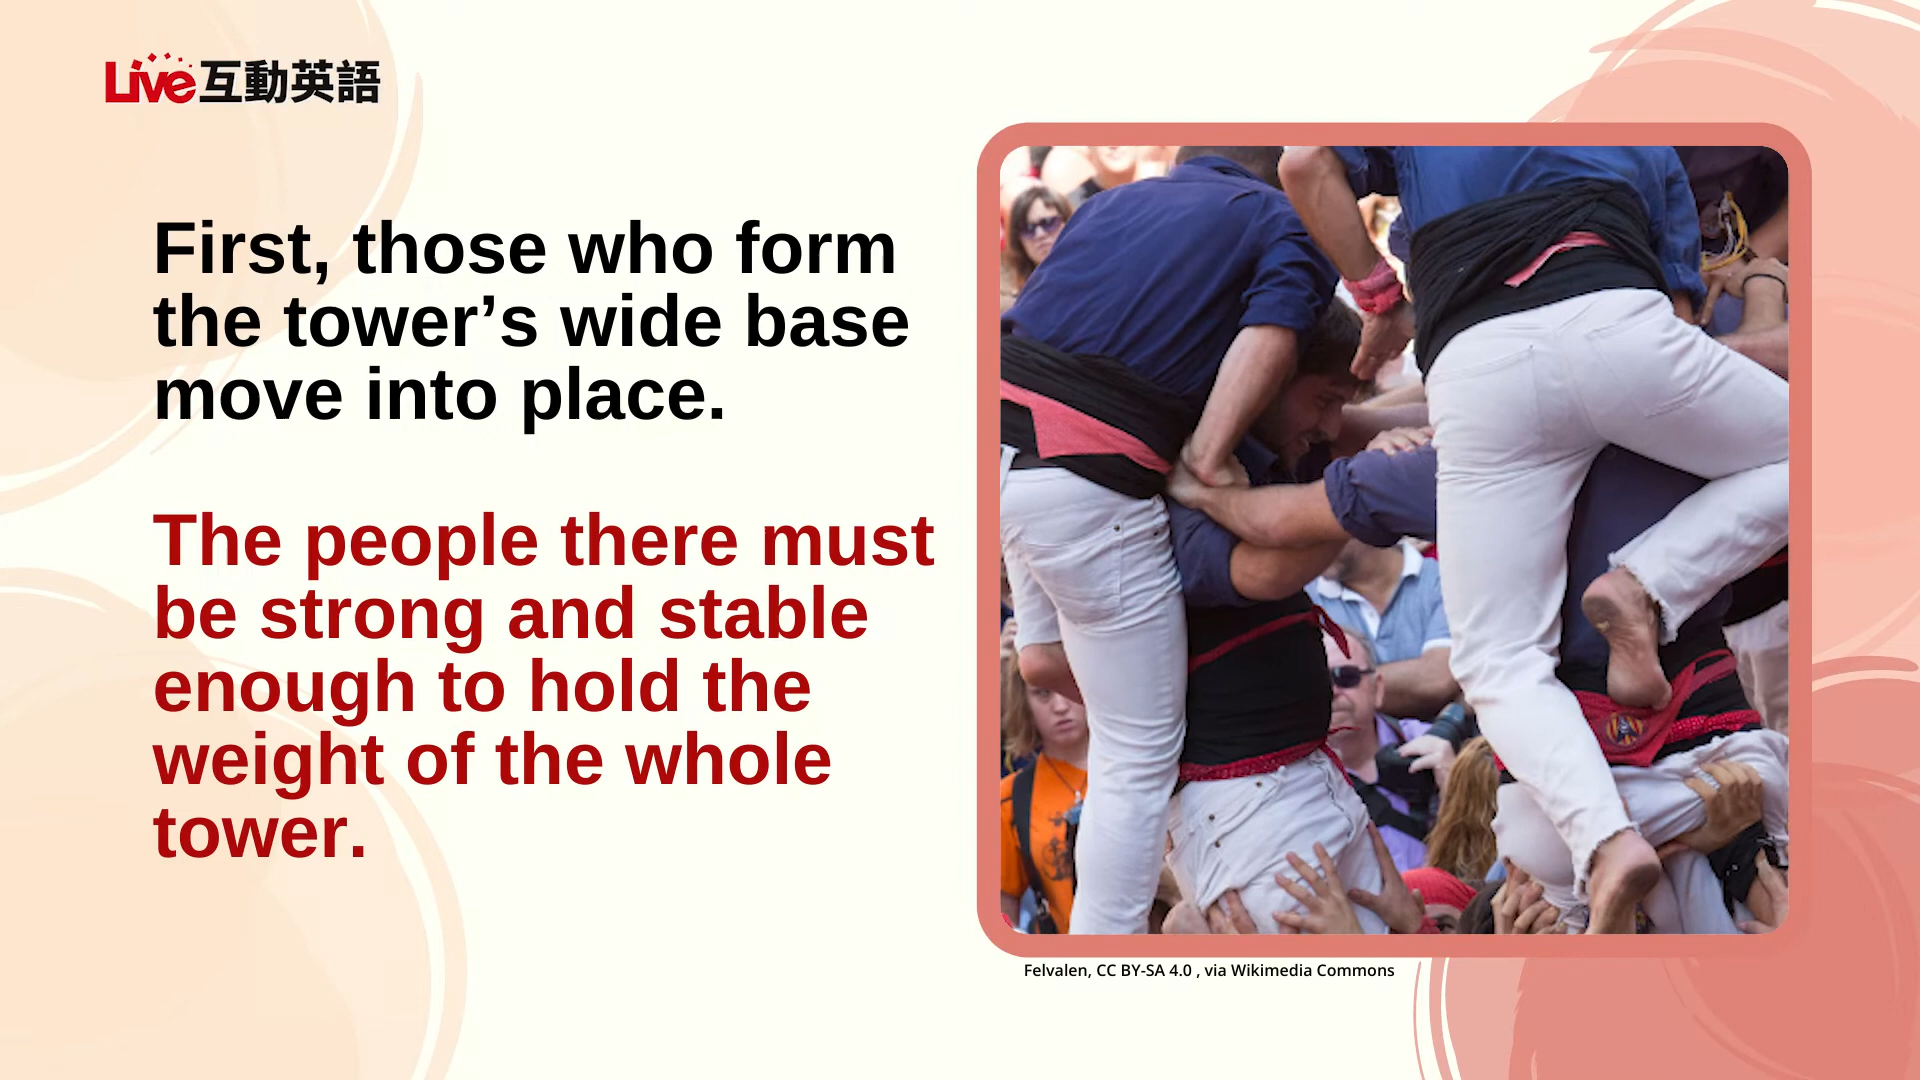 Live互動英語
First, those who form
the tower’s wide base
move into place.
The people there must
be strong and stable
enough to hold the
weight of the whole
tower.
Felvalen, CC BY-SA 4.0 , via Wikimedia Commons